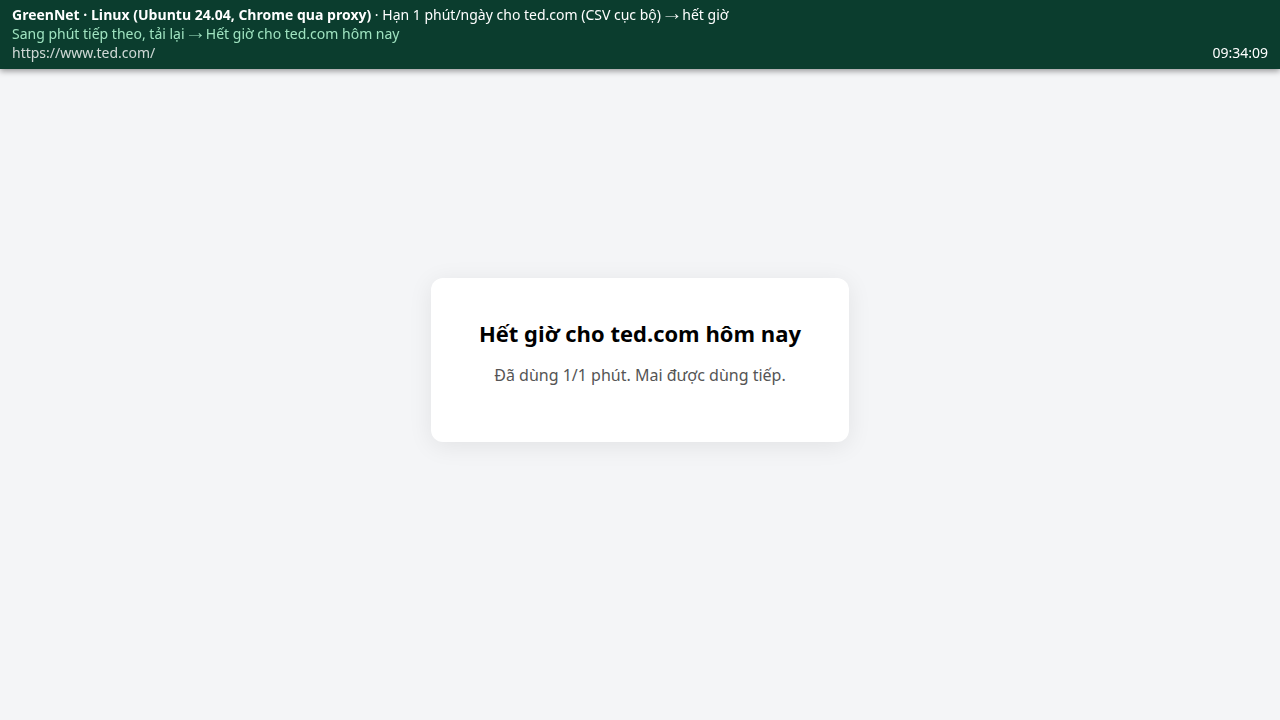 GreenNet · Linux (Ubuntu 24.04, Chrome qua proxy) · Hạn 1 phút/ngày cho ted.com (CSV cục bộ) → hết giờ
Sang phút tiếp theo, tải lại → Hết giờ cho ted.com hôm nay
https://www.ted.com/
09:34:09
Hết giờ cho ted.com hôm nay
Đã dùng 1/1 phút. Mai được dùng tiếp.